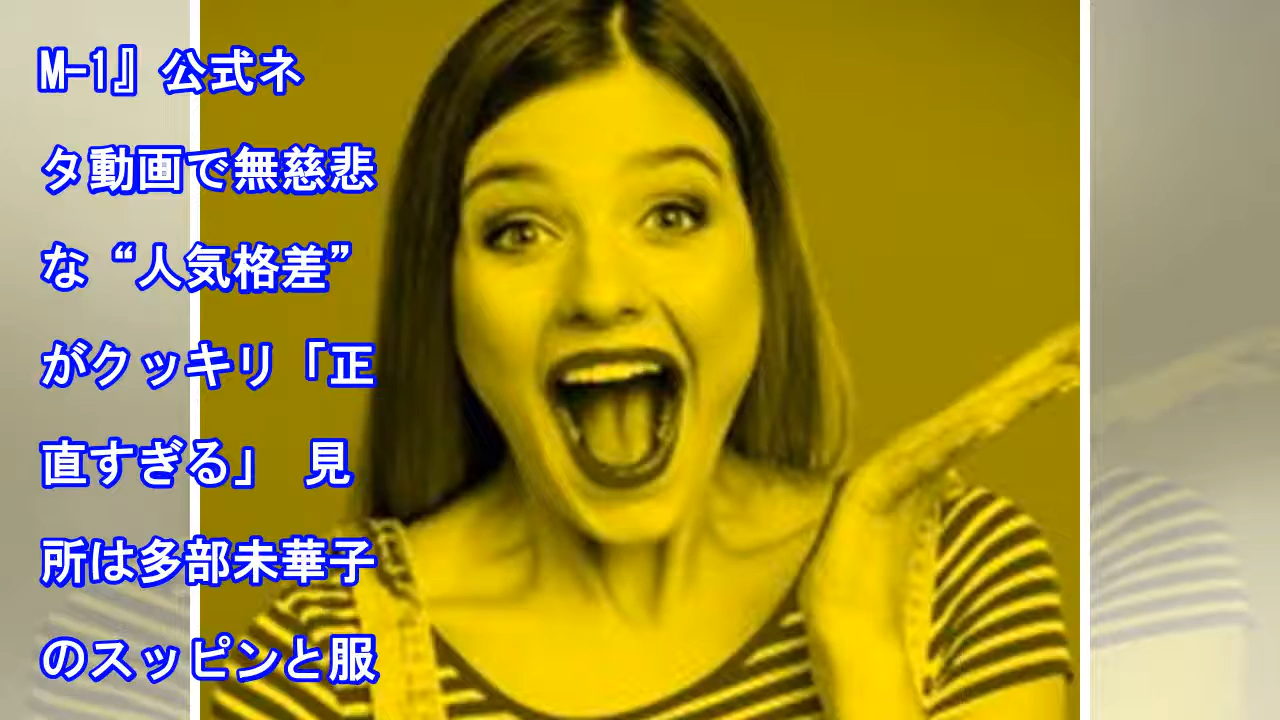 M-1』公式ネ
タ動画で無慈悲
な“人気格差”
がクッキリ「正
直すぎる」 見
所は多部未華子
のスッピンと服